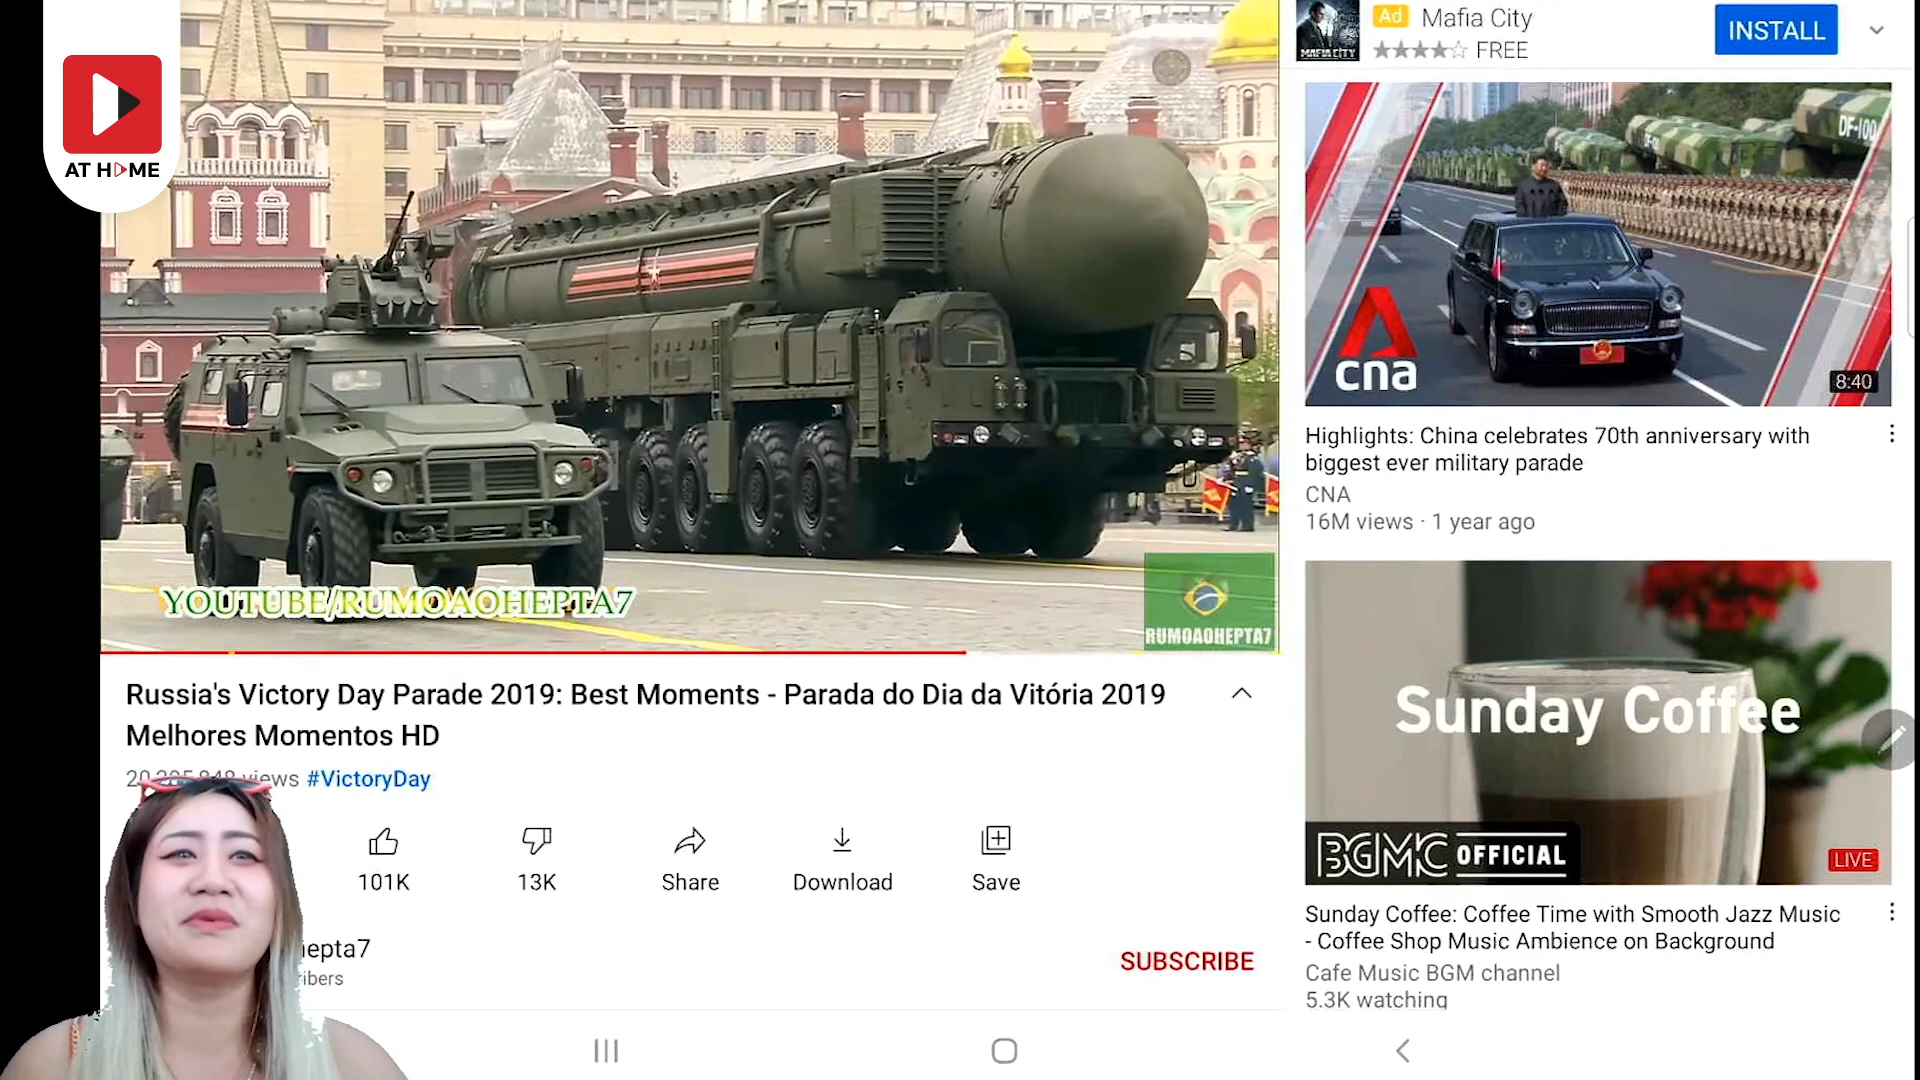 AT HOME
YOUTUBE/RUMOAOHEPTA7
RUMOAOHEPTA7
Russia's Victory Day Parade 2019: Best Moments - Parada do Dia da Vitória 2019
Melhores Momentos HD
views #VictoryDay
101K
13K
Share
Download
Save
hepta7
SUBSCRIBE
Ad Mafia City
FREE
INSTALL
MAFIA CITY
DF-100
cna
8:40
Highlights: China celebrates 70th anniversary with
biggest ever military parade
CNA
16M views · 1 year ago
Sunday Coffee
BGMC OFFICIAL
LIVE
Sunday Coffee: Coffee Time with Smooth Jazz Music
- Coffee Shop Music Ambience on Background
Cafe Music BGM channel
5.3K watching